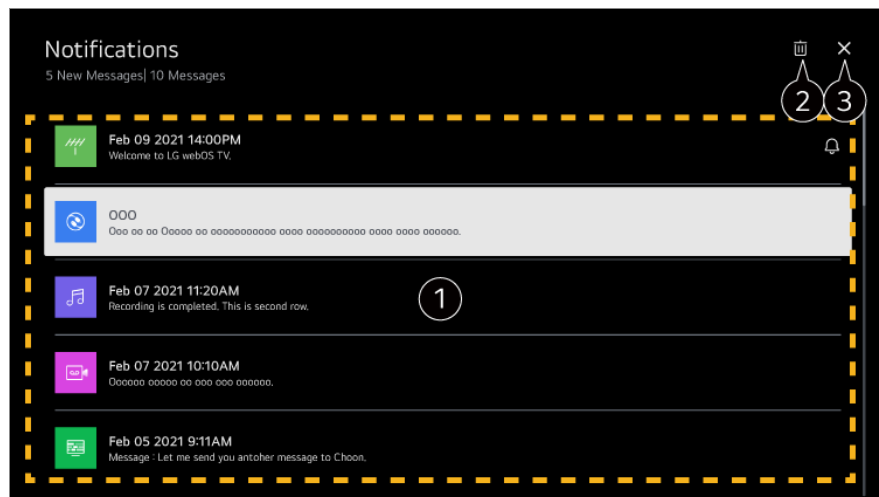 Notifications
5 New Messages| 10 Messages
2
3
Feb 09 2021 14:00PM
Welcome to LG webOS TV.
OOO
Ooo oo oo Ooooo oo ooooooooooo oooo oooooooooo oooo oooo oooooo.
Feb 07 2021 11:20AM
Recording is completed. This is second row.
1
Feb 07 2021 10:10AM
Oooooo ooooo oo ooo ooo oooooo.
Feb 05 2021 9:11AM
Message : Let me send you antoher message to Choon.